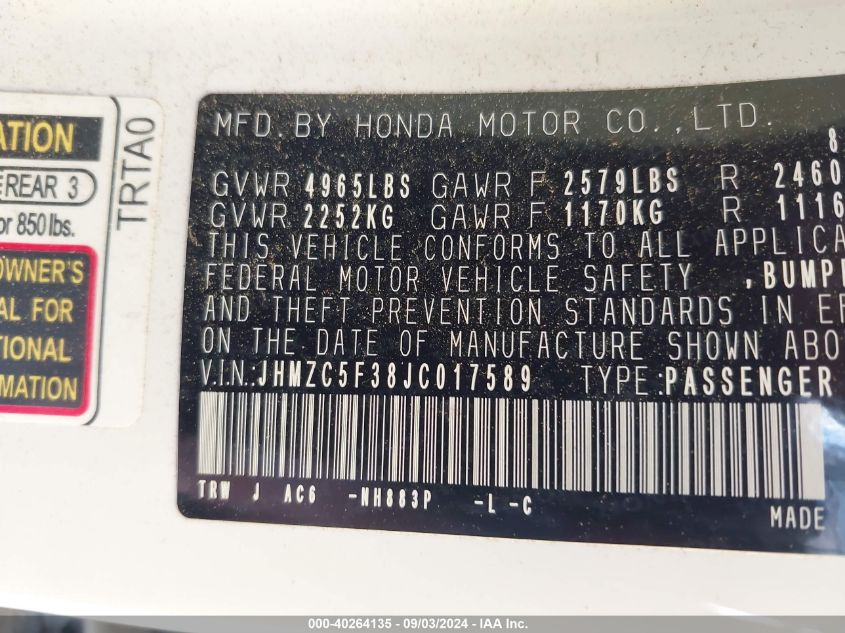 ATION
REAR 3
or 850 lbs.
OWNER'S
AL FOR
TIONAL
RMATION
TRTA0
MFD.BY HONDA MOTOR CO.,LTD. 8
GVWR 4965LBS GAWR F 2579LBS R 2460
GVWR 2252KG GAWR F 1170KG R 1116
THIS VEHICLE CONFORMS TO ALL APPLICA
FEDERAL MOTOR VEHICLE SAFETY ,BUMP
AND THEFT PREVENTION STANDARDS IN EF
ON THE DATE OF MANUFACTURE SHOWN ABO
V.I.N.:JHMZC5F38JC017589 TYPE:PASSENGER
TRW J AC6 -NH883P -L -C
MADE
000-40264135 - 09/03/2024 - IAA Inc.